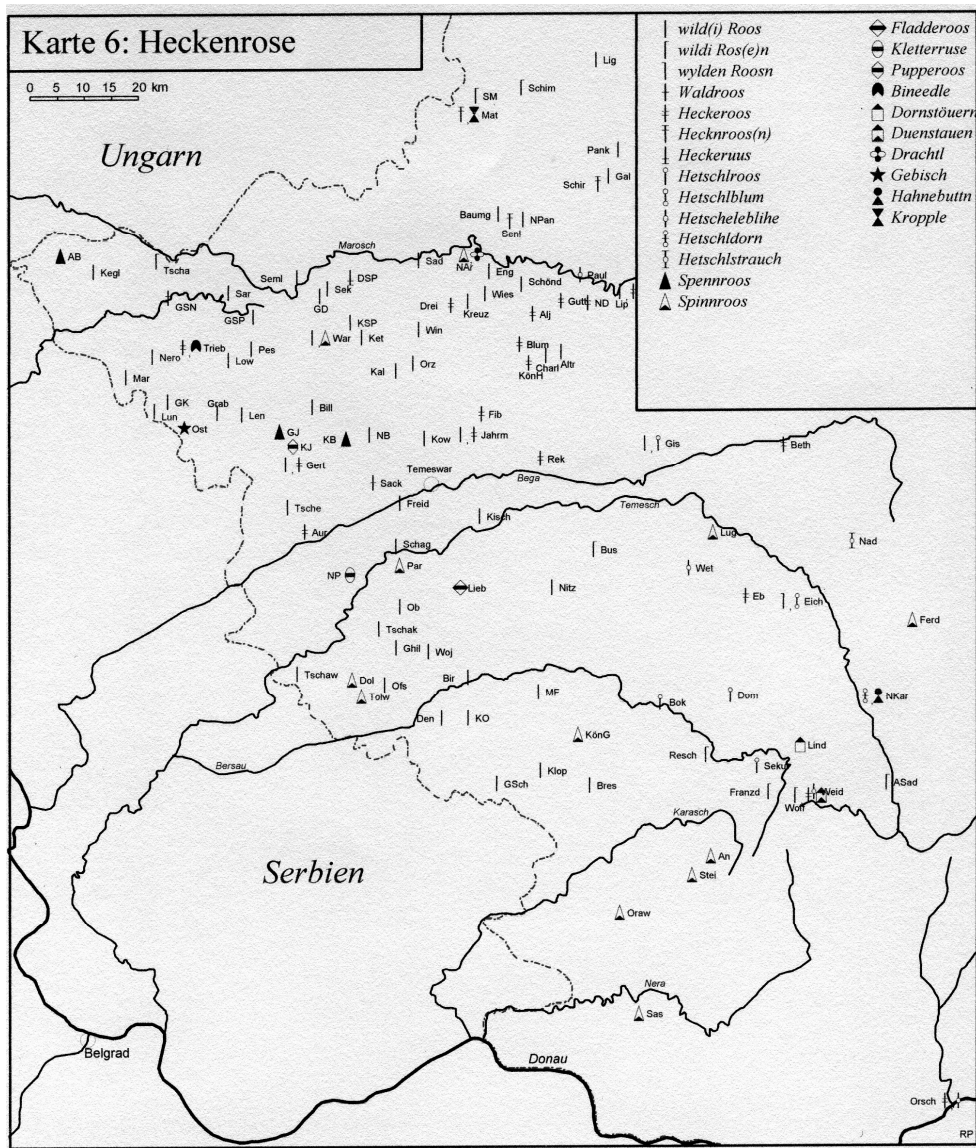 Karte 6: Heckenrose
0 5 10 15 20 km
wild(i) Roos
wildi Ros(e)n
wylden Roosn
Waldroos
Heckeroos
Hecknroos(n)
Heckeruus
Hetschlroos
Hetschlblum
Hetscheleblihe
Hetschldorn
Hetschlstrauch
Spennroos
Spinnroos
Fladderoos
Kletterruse
Pupperoos
Bineedle
Dornstöuern
Duenstauen
Drachtl
Gebisch
Hahnebuttn
Kropple
Lig
Schim
SM
Mat
Ungarn
Pank
Gal
Schir
Baumg
NPan
Senl
Marosch
AB
Kegl
Tscha
Seml
DSP
Sad
NAr
Eng
Paul
Schönd
Sar
Sek
GD
Wies
GSN
Drei
Kreuz
Gutt
ND
Lip
Alj
GSP
KSP
Win
Nero
Trieb
Pes
War
Ket
Blum
Low
Charl
Altr
Orz
KönH
Mar
Kal
GK
Grab
Bill
Lun
Len
Fib
Ost
GJ
KB
NB
Kow
Jahrm
KJ
Gis
Beth
Gert
Rek
Temeswar
Bega
Sack
Tsche
Freid
Temesch
Kisch
Aur
Lug
Schag
Bus
Nad
Par
Wet
NP
Lieb
Nitz
Eb
Eich
Ob
Ferd
Tschak
Ghil
Woj
Tschaw
Dol
Bir
Ofs
Tolw
MF
Bok
Dom
NKar
Den
KO
KönG
Lind
Resch
Bersau
Klop
Seku
GSch
Bres
Franzd
Wolf
Weid
ASad
Karasch
Serbien
An
Stei
Oraw
Nera
Sas
Belgrad
Donau
Orsch
RP